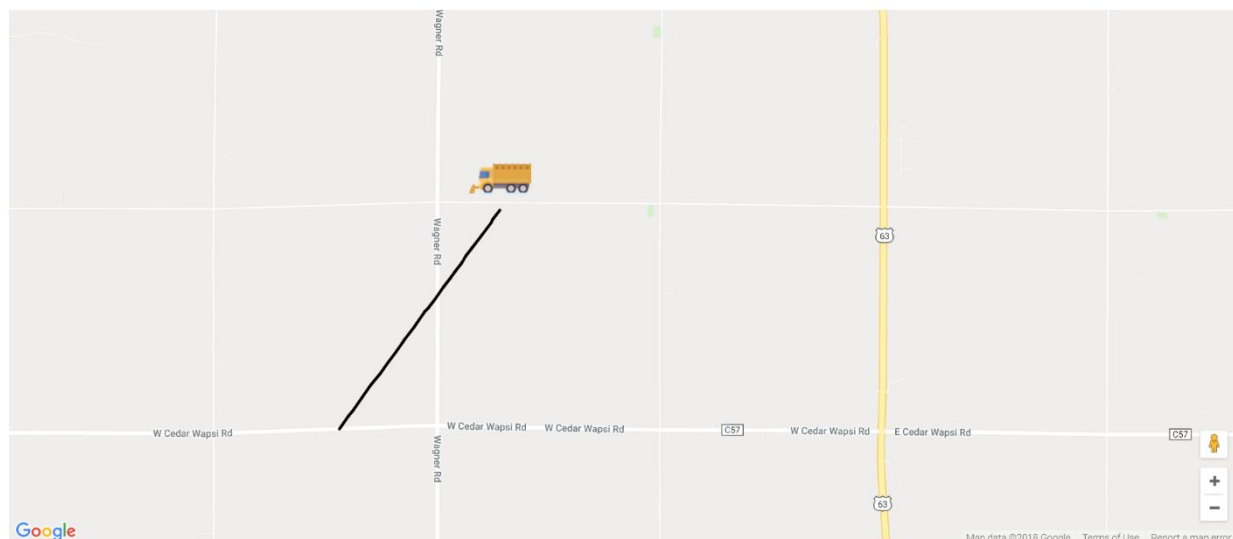 Wagner Rd
Wagner Rd
63
W Cedar Wapsi Rd
W Cedar Wapsi Rd
W Cedar Wapsi Rd
C57
W Cedar Wapsi Rd
E Cedar Wapsi Rd
C57
Wagner Rd
63
+
−
Google
Map data ©2018 Google Terms of Use Report a map error